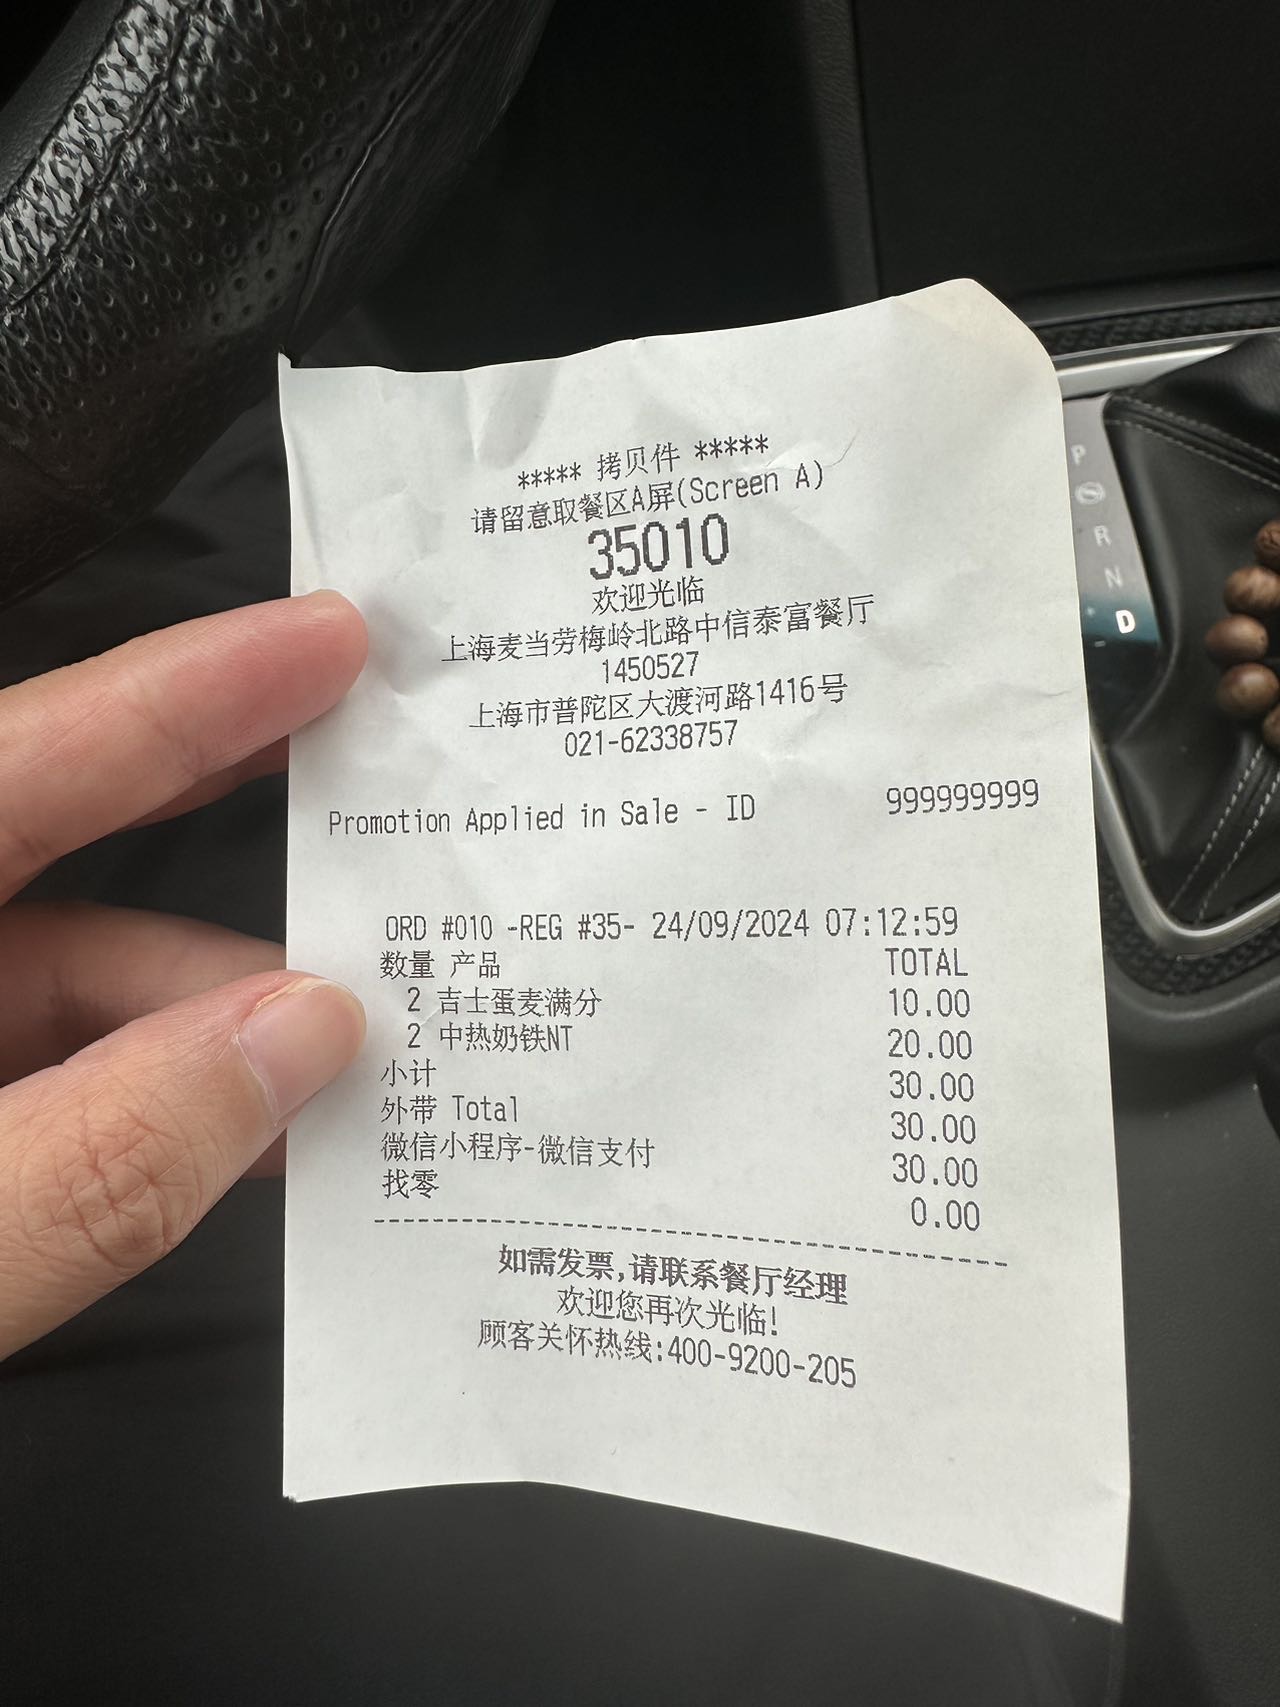 ***** 拷贝件 *****
请留意取餐区A屏(Screen A)
35010
欢迎光临
上海麦当劳梅岭北路中信泰富餐厅
1450527
上海市普陀区大渡河路1416号
021-62338757
Promotion Applied in Sale - ID 999999999
ORD #010 -REG #35- 24/09/2024 07:12:59
数量 产品 TOTAL
2 吉士蛋麦满分 10.00
2 中热奶铁NT 20.00
小计 30.00
外带 Total 30.00
微信小程序-微信支付 30.00
找零 0.00
如需发票,请联系餐厅经理
欢迎您再次光临!
顾客关怀热线:400-9200-205
P
R
N
D